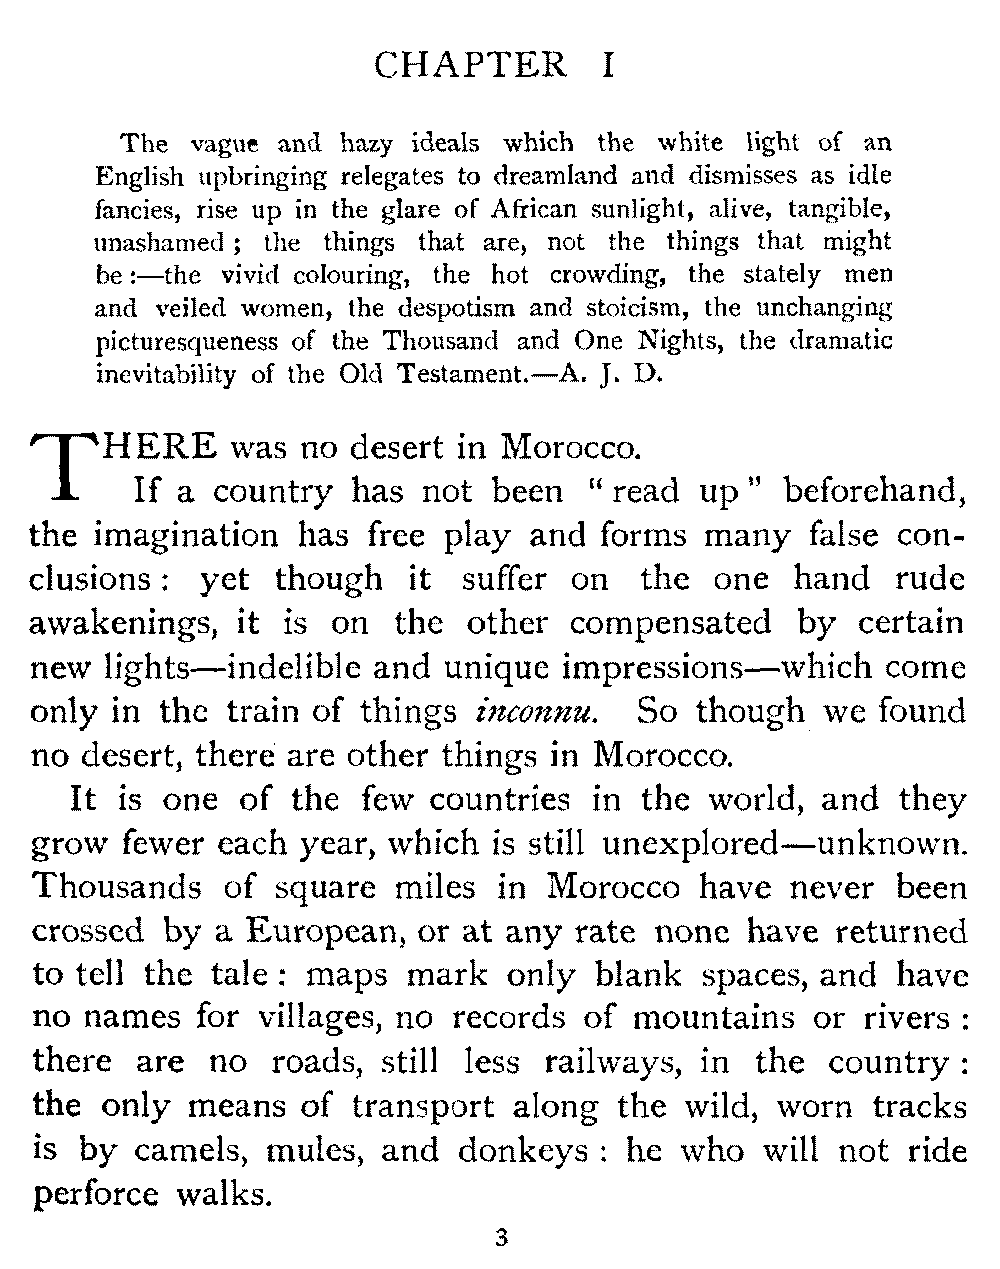 CHAPTER I
The vague and hazy ideals which the white light of an
English upbringing relegates to dreamland and dismisses as idle
fancies, rise up in the glare of African sunlight, alive, tangible,
unashamed ; the things that are, not the things that might
be :—the vivid colouring, the hot crowding, the stately men
and veiled women, the despotism and stoicism, the unchanging
picturesqueness of the Thousand and One Nights, the dramatic
inevitability of the Old Testament.—A. J. D.
THERE was no desert in Morocco.
If a country has not been “ read up ” beforehand,
the imagination has free play and forms many false con-
clusions : yet though it suffer on the one hand rude
awakenings, it is on the other compensated by certain
new lights—indelible and unique impressions—which come
only in the train of things inconnu. So though we found
no desert, there are other things in Morocco.
It is one of the few countries in the world, and they
grow fewer each year, which is still unexplored—unknown.
Thousands of square miles in Morocco have never been
crossed by a European, or at any rate none have returned
to tell the tale : maps mark only blank spaces, and have
no names for villages, no records of mountains or rivers :
there are no roads, still less railways, in the country :
the only means of transport along the wild, worn tracks
is by camels, mules, and donkeys : he who will not ride
perforce walks.
3